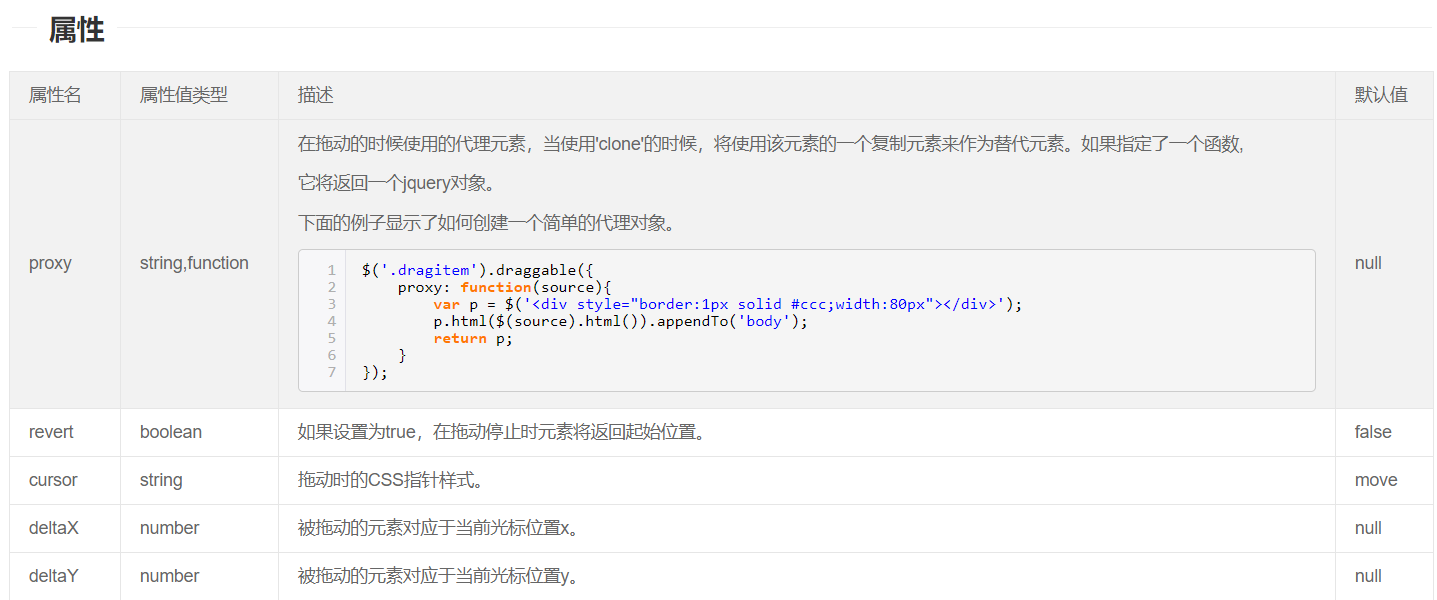 属性
属性名 属性值类型 描述 默认值
在拖动的时候使用的代理元素，当使用'clone'的时候，将使用该元素的一个复制元素来作为替代元素。如果指定了一个函数,
它将返回一个jquery对象。
下面的例子显示了如何创建一个简单的代理对象。
proxy string,function null
1 $('.dragitem').draggable({
2     proxy: function(source){
3         var p = $('<div style="border:1px solid #ccc;width:80px"></div>');
4         p.html($(source).html()).appendTo('body');
5         return p;
6     }
7 });
revert boolean 如果设置为true，在拖动停止时元素将返回起始位置。 false
cursor string 拖动时的CSS指针样式。 move
deltaX number 被拖动的元素对应于当前光标位置x。 null
deltaY number 被拖动的元素对应于当前光标位置y。 null